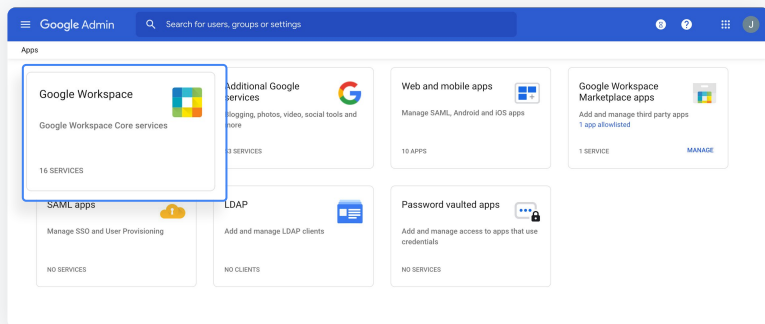 Google Admin
Search for users, groups or settings
8
?
J
Apps
Google Workspace
Google Workspace Core services
16 SERVICES
Additional Google
services
Blogging, photos, video, social tools and
more
SERVICES
Web and mobile apps
Manage SAML, Android and iOS apps
10 APPS
Google Workspace
Marketplace apps
Add and manage third party apps
1 app allowlisted
1 SERVICE
MANAGE
SAML apps
Manage SSO and User Provisioning
NO SERVICES
LDAP
Add and manage LDAP clients
NO CLIENTS
Password vaulted apps
Add and manage access to apps that use
credentials
NO SERVICES